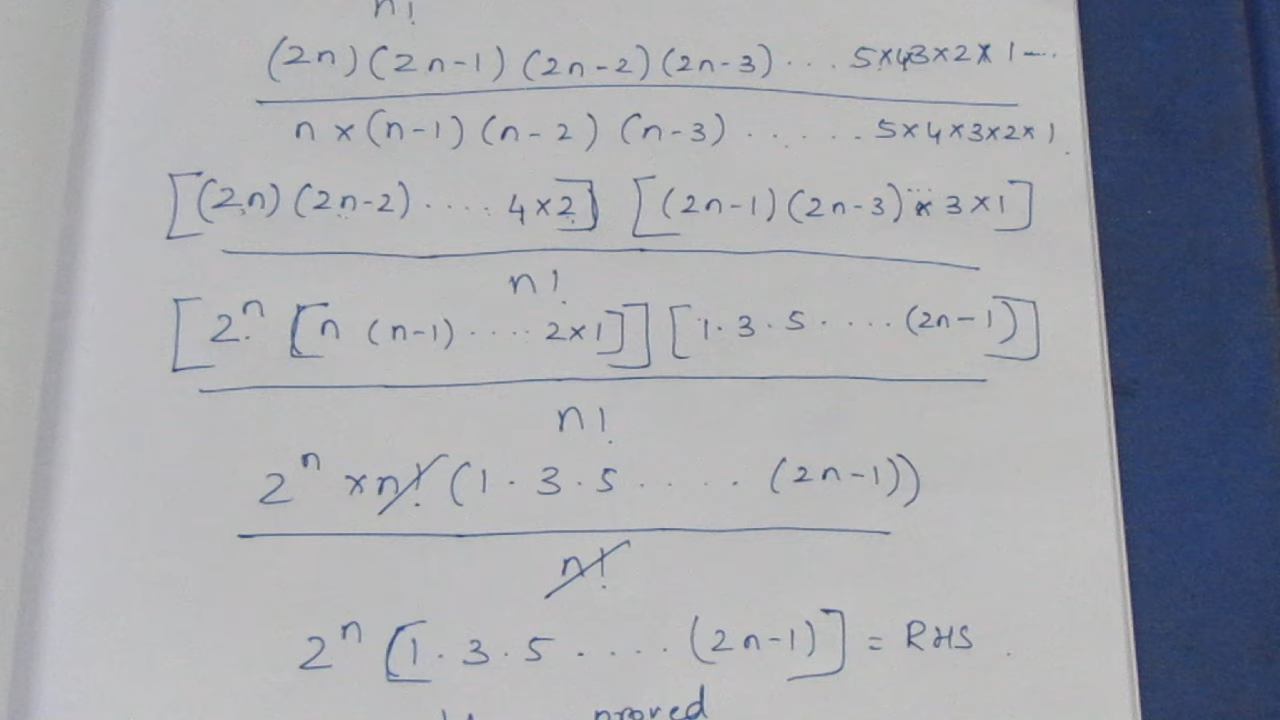 n!
(2n)(2n-1)(2n-2)(2n-3)... 5×4×3×2×1....
n×(n-1)(n-2)(n-3)...... 5×4×3×2×1.
[(2n)(2n-2)..... 4×2] [(2n-1)(2n-3)...× 3×1]
n!
[2ⁿ [n (n-1)..... 2×1]] [1.3.5..... (2n-1)]
n!
2ⁿ ×n! (1.3.5..... (2n-1))
n!
2ⁿ [1.3.5..... (2n-1)] = RHS.
proved